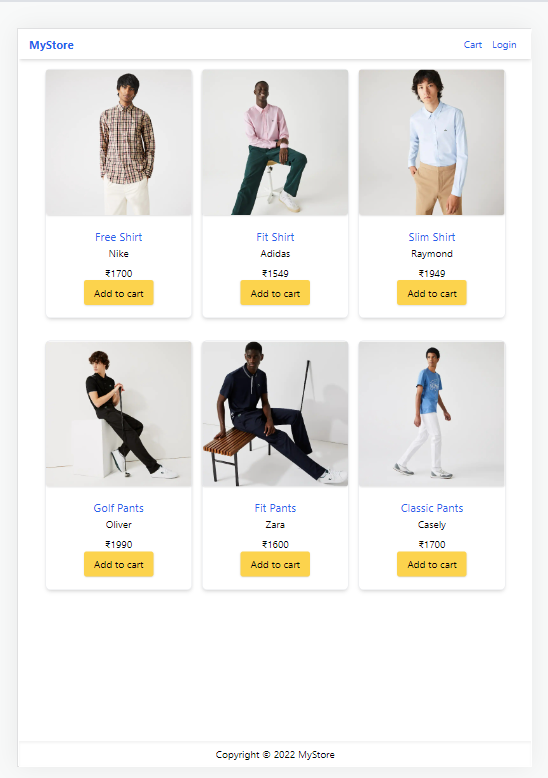 MyStore Cart Login
Free Shirt Fit Shirt Slim Shirt
Nike Adidas Raymond
₹1700 ₹1549 ₹1949
Add to cart Add to cart Add to cart
Golf Pants Fit Pants Classic Pants
Oliver Zara Casely
₹1990 ₹1600 ₹1700
Add to cart Add to cart Add to cart
Copyright © 2022 MyStore